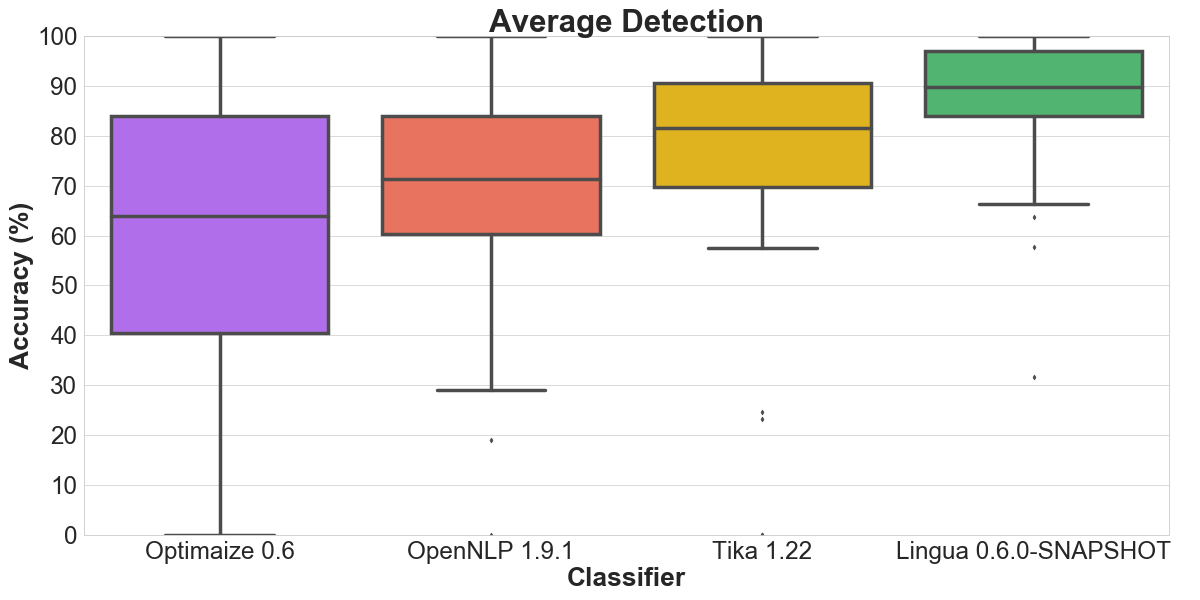 Average Detection
Accuracy (%)
100
90
80
70
60
50
40
30
20
10
0
Optimaize 0.6
OpenNLP 1.9.1
Tika 1.22
Lingua 0.6.0-SNAPSHOT
Classifier